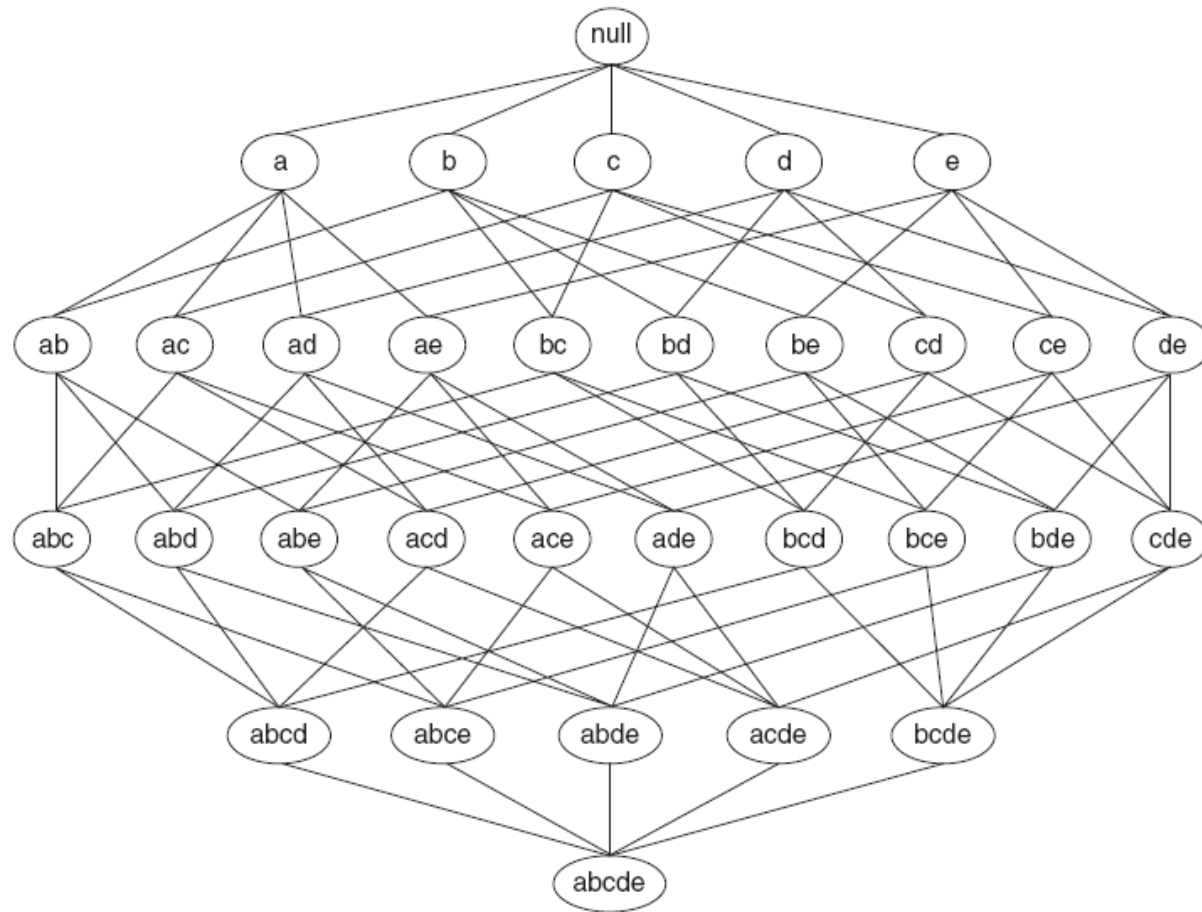 null
a b c d e
ab ac ad ae bc bd be cd ce de
abc abd abe acd ace ade bcd bce bde cde
abcd abce abde acde bcde
abcde